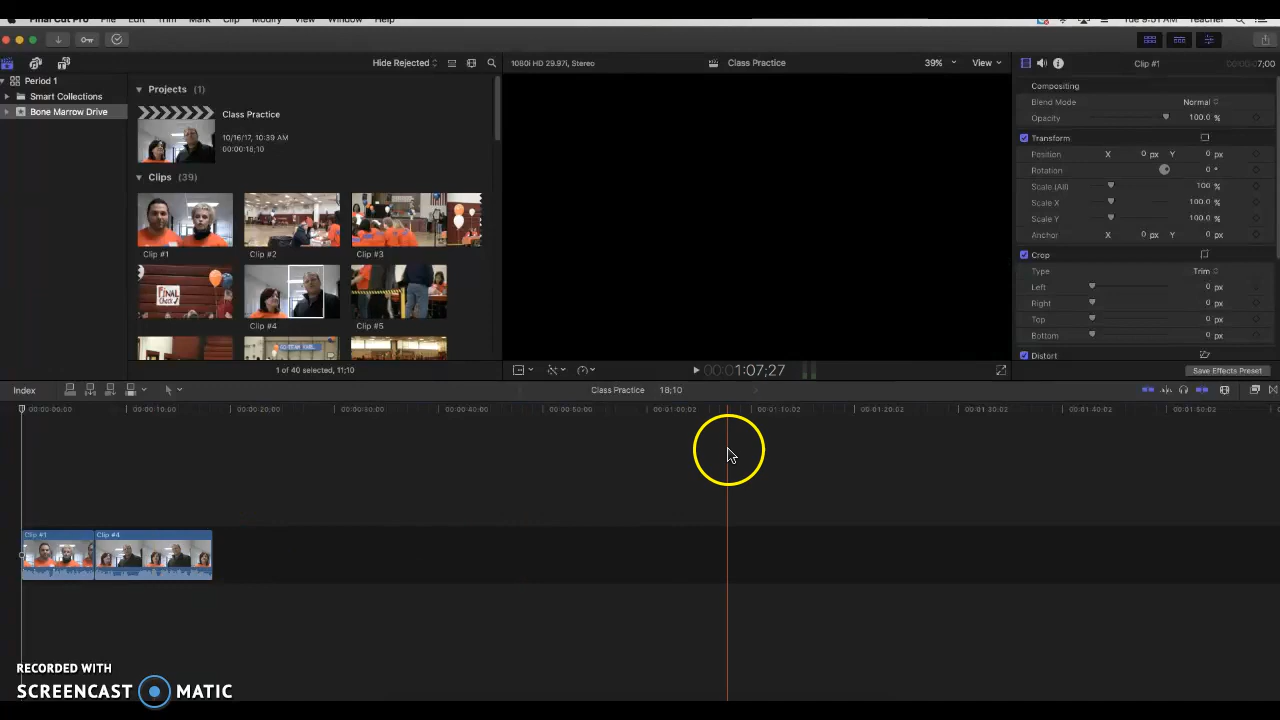 Final Cut Pro File Edit Trim Mark Clip Modify View Window Help Tue 9:51 AM Teacher
Hide Rejected 1080i HD 29.97i, Stereo Class Practice 39% View Clip #1 7;00
Period 1
Smart Collections
Bone Marrow Drive
Projects (1)
Class Practice
10/16/17, 10:39 AM
00:00:18;10
Clips (39)
Clip #1 Clip #2 Clip #3
FINAL
Check
Clip #4 Clip #5
1 of 40 selected, 11;10
00:00:1:07;27
Compositing
Blend Mode Normal
Opacity 100.0 %
Transform
Position X 0 px Y 0 px
Rotation 0 °
Scale (All) 100 %
Scale X 100.0 %
Scale Y 100.0 %
Anchor X 0 px Y 0 px
Crop
Type Trim
Left 0 px
Right 0 px
Top 0 px
Bottom 0 px
Distort
Save Effects Preset
Index Class Practice 18;10
00:00:00;00 00:00:10;00 00:00:20;00 00:00:30;00 00:00:40;00 00:00:50;00 00:01:00;02 00:01:10;02 00:01:20;02 00:01:30;02 00:01:40;02 00:01:50;02
Clip #1 Clip #4
RECORDED WITH
SCREENCAST MATIC